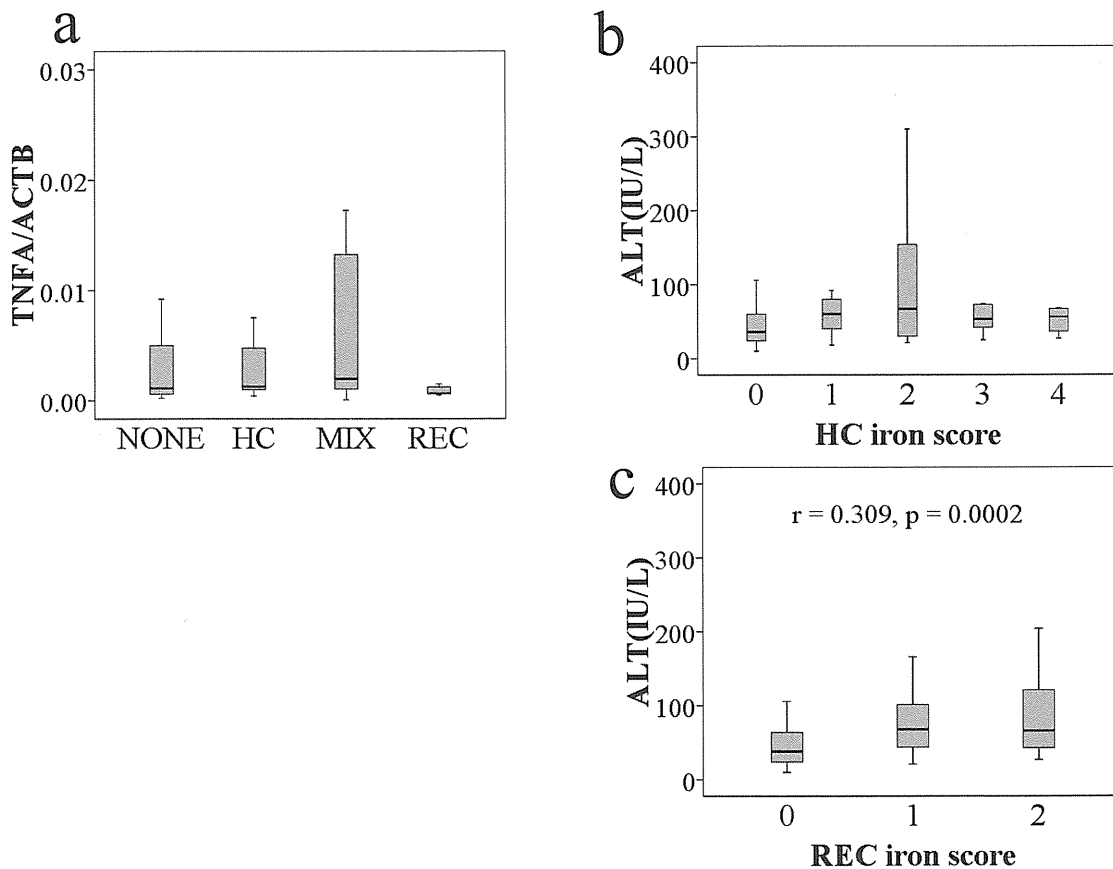 a
TNFA/ACTB
0.03
0.02
0.01
0.00
NONE HC MIX REC
b
ALT(IU/L)
400
300
200
100
0
0 1 2 3 4
HC iron score
c
r = 0.309, p = 0.0002
ALT(IU/L)
400
300
200
100
0
0 1 2
REC iron score